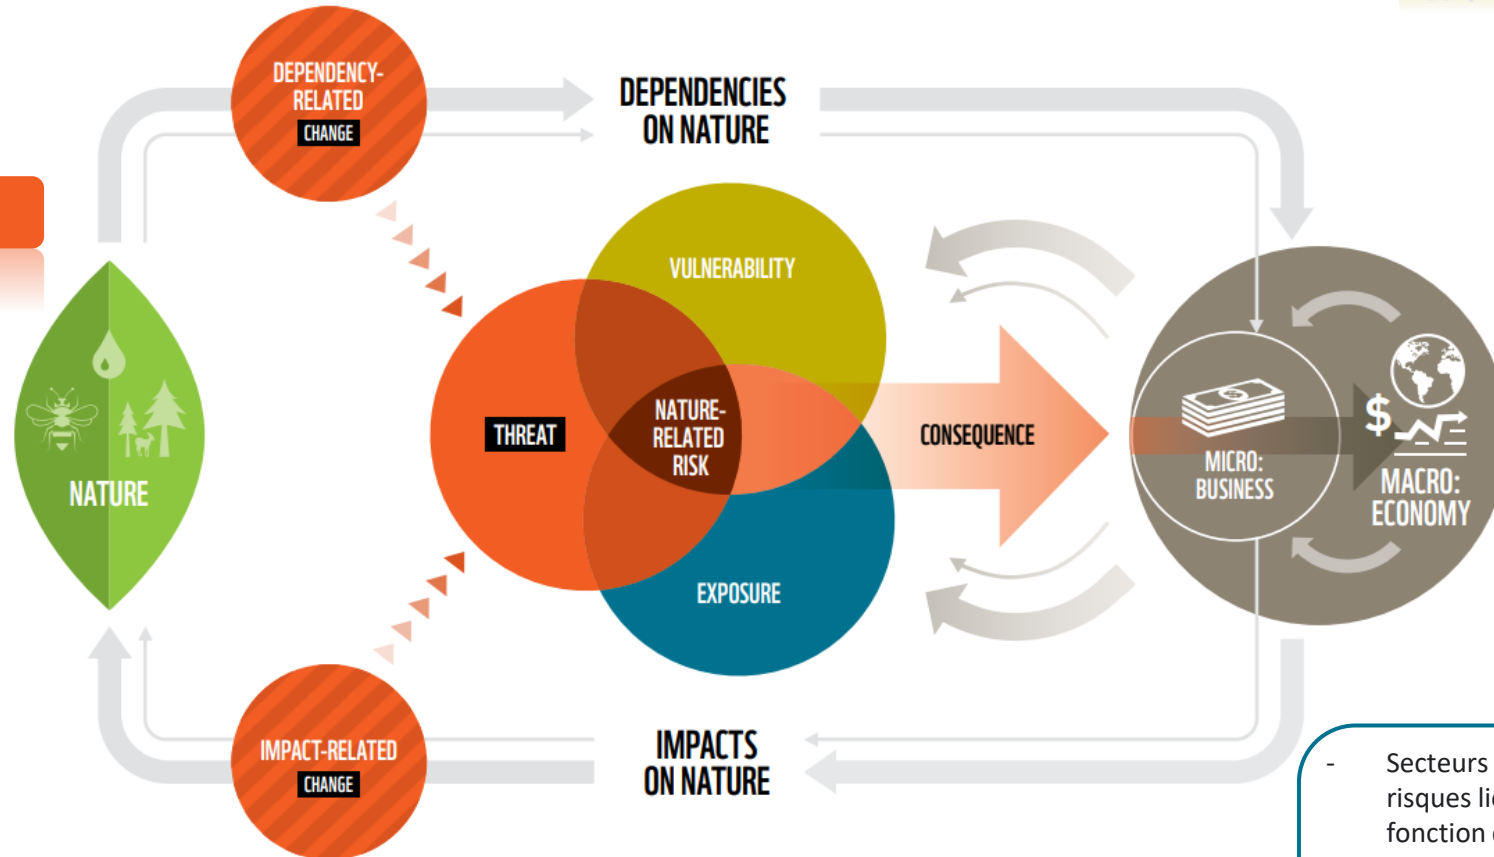 DEPENDENCY-
RELATED
CHANGE
DEPENDENCIES
ON NATURE
VULNERABILITY
NATURE
THREAT
NATURE-
RELATED
RISK
CONSEQUENCE
MICRO:
BUSINESS
$
MACRO:
ECONOMY
EXPOSURE
IMPACT-RELATED
CHANGE
IMPACTS
ON NATURE
- Secteurs
risques
fonction